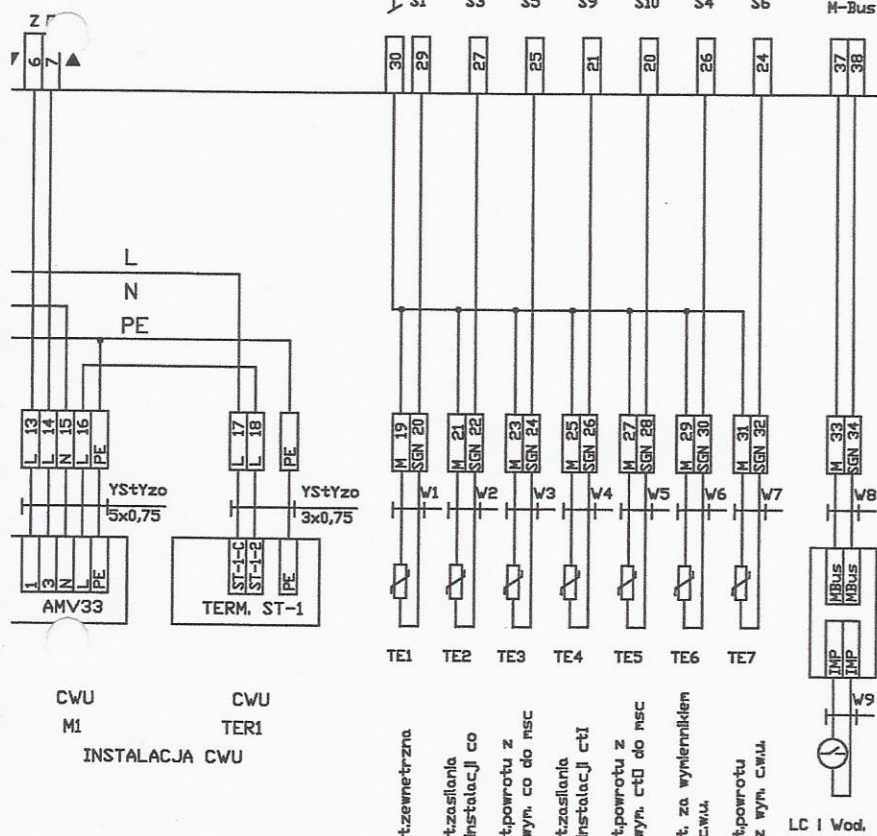 S1 S3 S5 S9 S10 S4 S6 M-Bus
Z
6 7 30 29 27 25 21 20 26 24 37 38
L
N
PE
L 13
L 14
N 15
L 16
PE
L 17
L 18
PE
M 19
SGN 20
M 21
SGN 22
M 23
SGN 24
M 25
SGN 26
M 27
SGN 28
M 29
SGN 30
M 31
SGN 32
M 33
SGN 34
YStYzo
5x0,75
YStYzo
3x0,75
W1 W2 W3 W4 W5 W6 W7 W8
1
3
N
L
PE
AMV33
ST-1-C
ST-1-2
PE
TERM. ST-1
MBus
MBus
IMP
IMP
W9
TE1 TE2 TE3 TE4 TE5 TE6 TE7
CWU
M1
CWU
TER1
INSTALACJA CWU
t.zewnetrzna
t.zasilania
instalacji co
t.powrotu z
wym. co do msc
t.zasilania
instalacji ctI
t.powrotu z
wym. ctI do msc
t. za wymiennikiem
c.w.u.
t.powrotu
z wym. c.w.u.
LC i Wod.